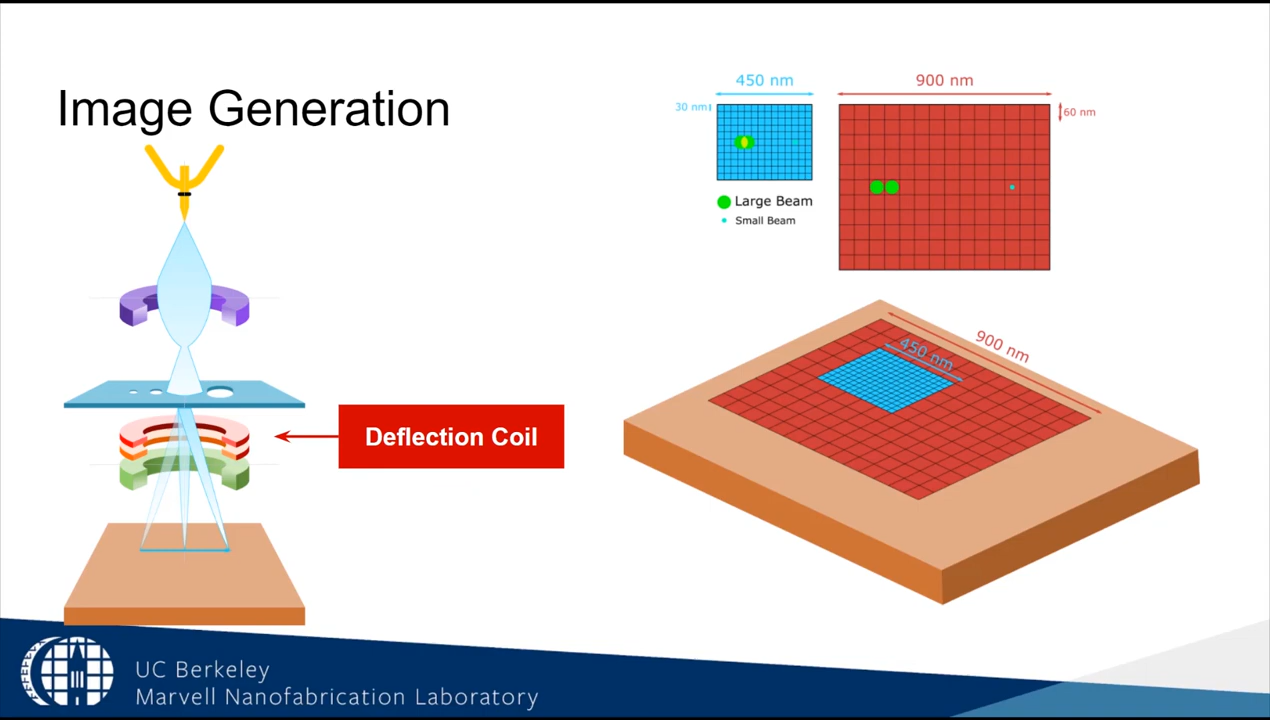 Image Generation
450 nm
900 nm
30 nm
60 nm
Large Beam
Small Beam
Deflection Coil
450 nm
900 nm
UC Berkeley
Marvell Nanofabrication Laboratory